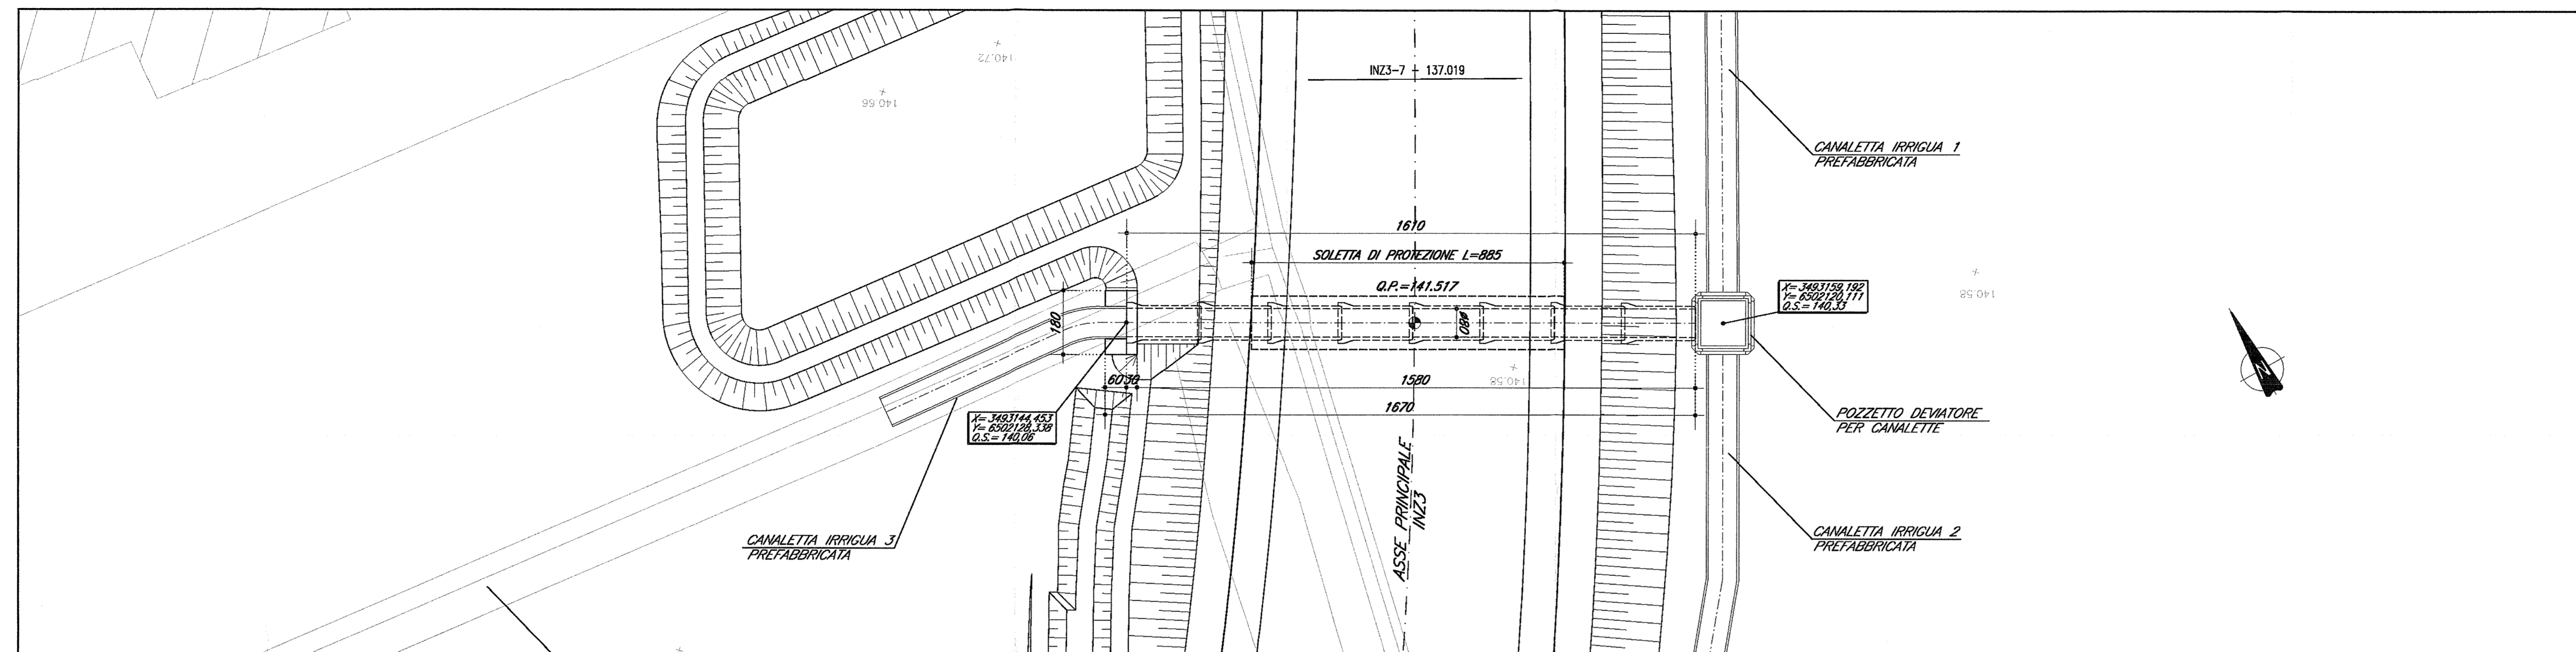 140.72
INZ3-7 - 137.019
140.66
CANALETTA IRRIGUA 1
PREFABBRICATA
1610
SOLETTA DI PROTEZIONE L=885
Q.P.=141.517
X= 3493159,192
Y= 6502120,111
Q.S.= 140,33
140.58
180
Ø80
6030
1580
140.58
1670
X= 3493144,453
Y= 6502128,338
Q.S.= 140,06
POZZETTO DEVIATORE
PER CANALETTE
ASSE PRINCIPALE
INZ3
CANALETTA IRRIGUA 3
PREFABBRICATA
CANALETTA IRRIGUA 2
PREFABBRICATA
N